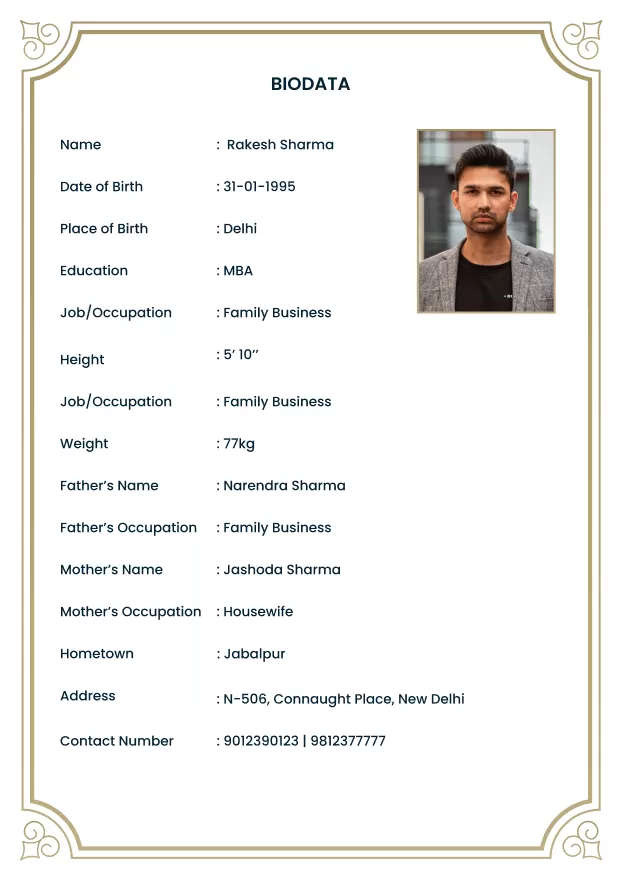 BIODATA
Name : Rakesh Sharma
Date of Birth : 31-01-1995
Place of Birth : Delhi
Education : MBA
Job/Occupation : Family Business
Height : 5’ 10’’
Job/Occupation : Family Business
Weight : 77kg
Father’s Name : Narendra Sharma
Father’s Occupation : Family Business
Mother’s Name : Jashoda Sharma
Mother’s Occupation : Housewife
Hometown : Jabalpur
Address : N-506, Connaught Place, New Delhi
Contact Number : 9012390123 | 9812377777